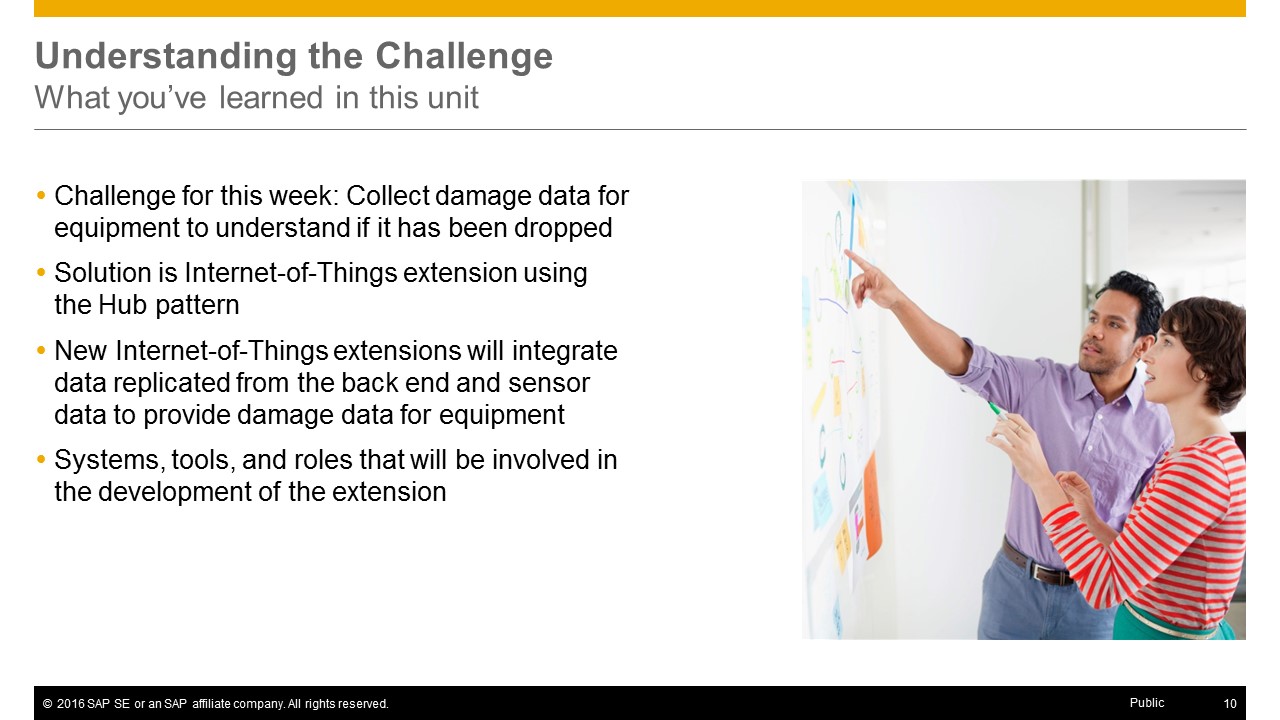 Understanding the Challenge
What you’ve learned in this unit
• Challenge for this week: Collect damage data for
equipment to understand if it has been dropped
• Solution is Internet-of-Things extension using
the Hub pattern
• New Internet-of-Things extensions will integrate
data replicated from the back end and sensor
data to provide damage data for equipment
• Systems, tools, and roles that will be involved in
the development of the extension
© 2016 SAP SE or an SAP affiliate company. All rights reserved.
Public
10